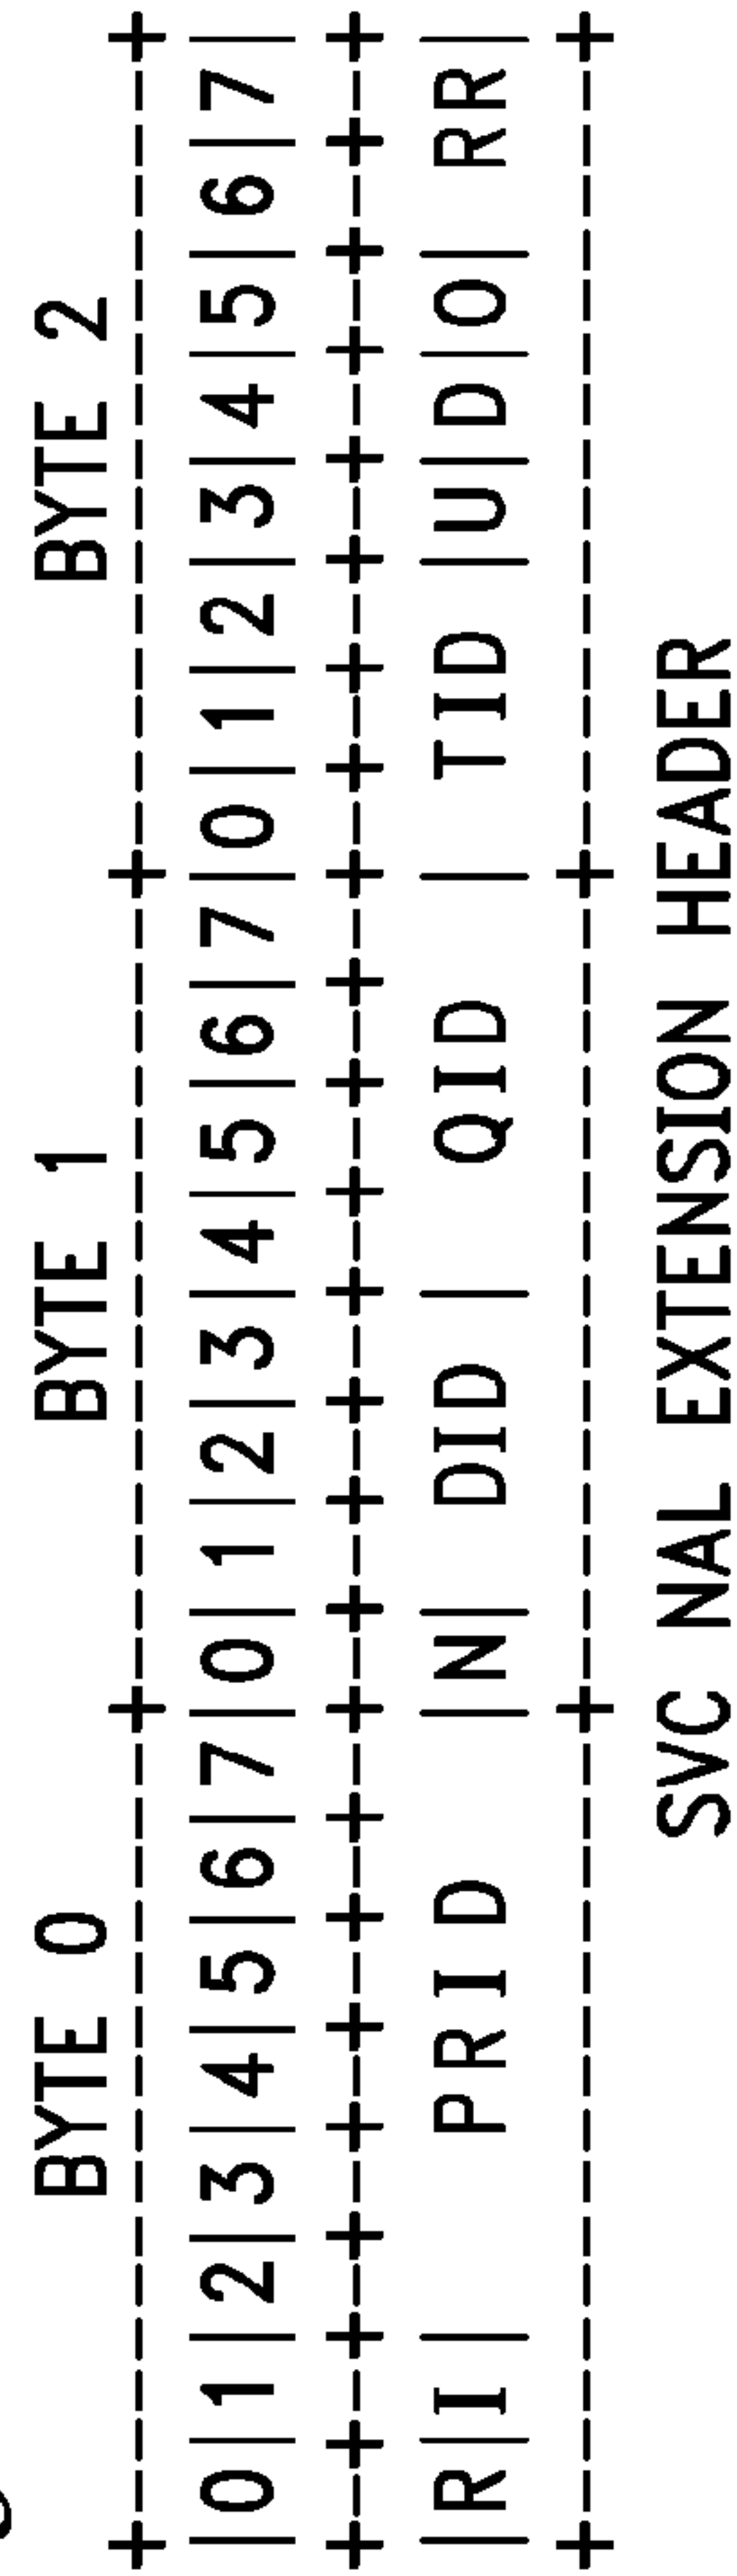 BYTE 0 BYTE 1 BYTE 2
+---------------+---------------+---------------+
|0|1|2|3|4|5|6|7|0|1|2|3|4|5|6|7|0|1|2|3|4|5|6|7|
+-+-+-+-+-+-+-+-+-+-+-+-+-+-+-+-+-+-+-+-+-+-+-+-+
|R|I| PRID |N| DID | QID | TID |U|D|O| RR|
+---------------+---------------+---------------+
SVC NAL EXTENSION HEADER